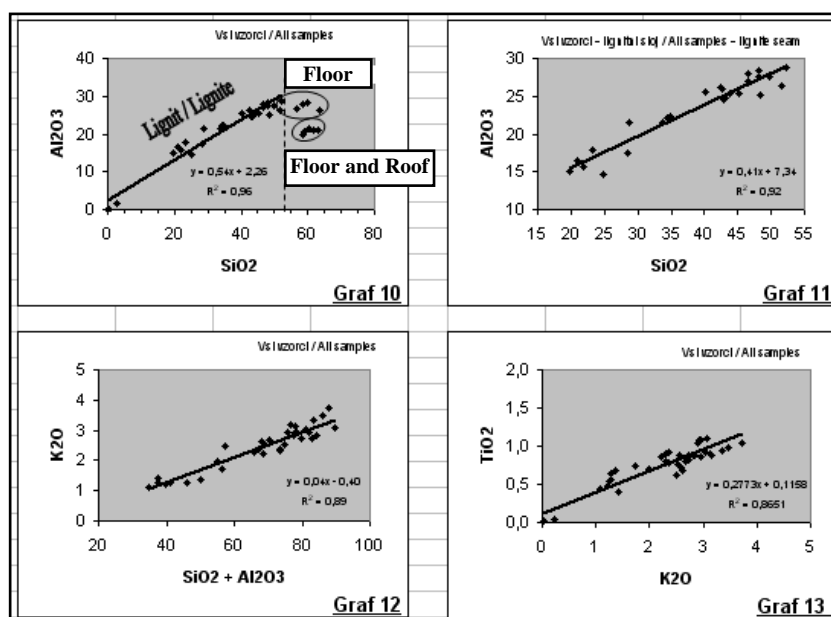 Vsi vzorci / All samples
Al2O3
40
30
20
10
0
Lignit / Lignite
Floor
Floor and Roof
y = 0,54x + 2,26
R² = 0,96
0 20 40 60 80
SiO2
Graf 10
Vsi vzorci - lignitni sloj / All samples - lignite seam
Al2O3
30
25
20
15
10
y = 0,41x + 7,34
R² = 0,92
15 20 25 30 35 40 45 50 55
SiO2
Graf 11
Vsi vzorci / All samples
K2O
5
4
3
2
1
0
y = 0,04x - 0,40
R² = 0,89
20 40 60 80 100
SiO2 + Al2O3
Graf 12
Vsi vzorci / All samples
TiO2
2,0
1,5
1,0
0,5
0,0
y = 0,2773x + 0,1158
R² = 0,8651
0 1 2 3 4 5
K2O
Graf 13